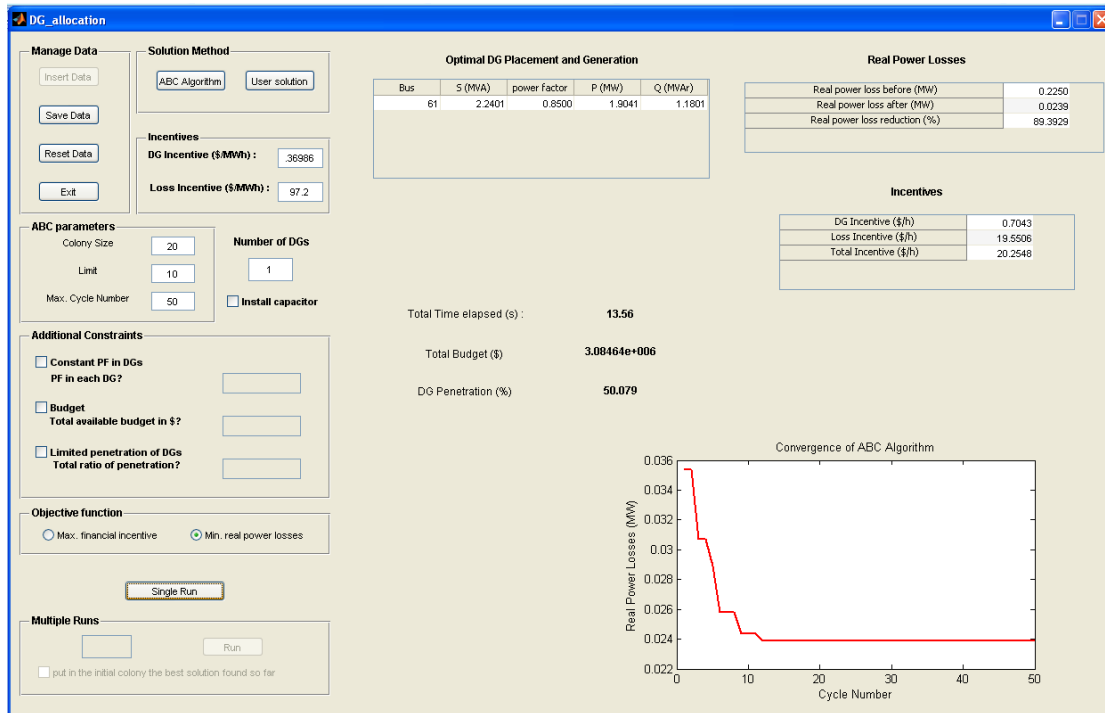 DG_allocation
Manage Data
Insert Data
Save Data
Reset Data
Exit
Solution Method
ABC Algorithm User solution
Incentives
DG Incentive ($/MWh) : .36986
Loss Incentive ($/MWh) : 97.2
ABC parameters
Colony Size 20
Limit 10
Max. Cycle Number 50
Number of DGs
1
Install capacitor
Additional Constraints
Constant PF in DGs
PF in each DG?
Budget
Total available budget in $?
Limited penetration of DGs
Total ratio of penetration?
Objective function
Max. financial incentive Min. real power losses
Single Run
Multiple Runs
Run
put in the initial colony the best solution found so far
Optimal DG Placement and Generation
Bus S (MVA) power factor P (MW) Q (MVAr)
61 2.2401 0.8500 1.9041 1.1801
Real Power Losses
Real power loss before (MW) 0.2250
Real power loss after (MW) 0.0239
Real power loss reduction (%) 89.3929
Incentives
DG Incentive ($/h) 0.7043
Loss Incentive ($/h) 19.5506
Total Incentive ($/h) 20.2548
Total Time elapsed (s) : 13.56
Total Budget ($) 3.08464e+006
DG Penetration (%) 50.079
Convergence of ABC Algorithm
Real Power Losses (MW)
0.036
0.034
0.032
0.03
0.028
0.026
0.024
0.022
0 10 20 30 40 50
Cycle Number